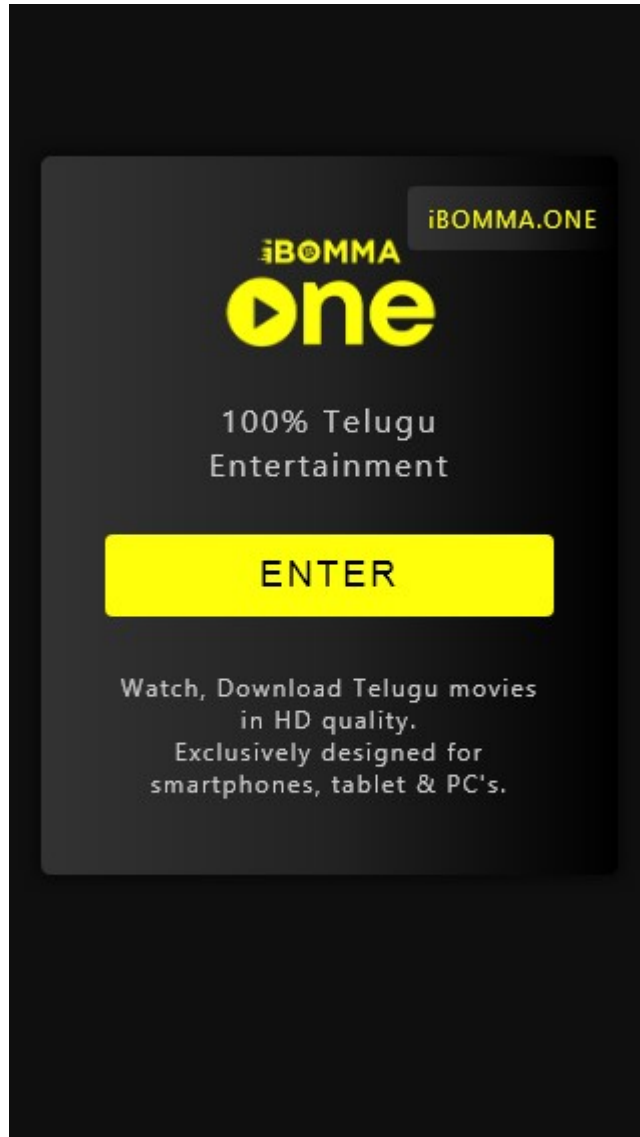 iBOMMA.ONE
iBOMMA
one
100% Telugu
Entertainment
ENTER
Watch, Download Telugu movies
in HD quality.
Exclusively designed for
smartphones, tablet & PC's.